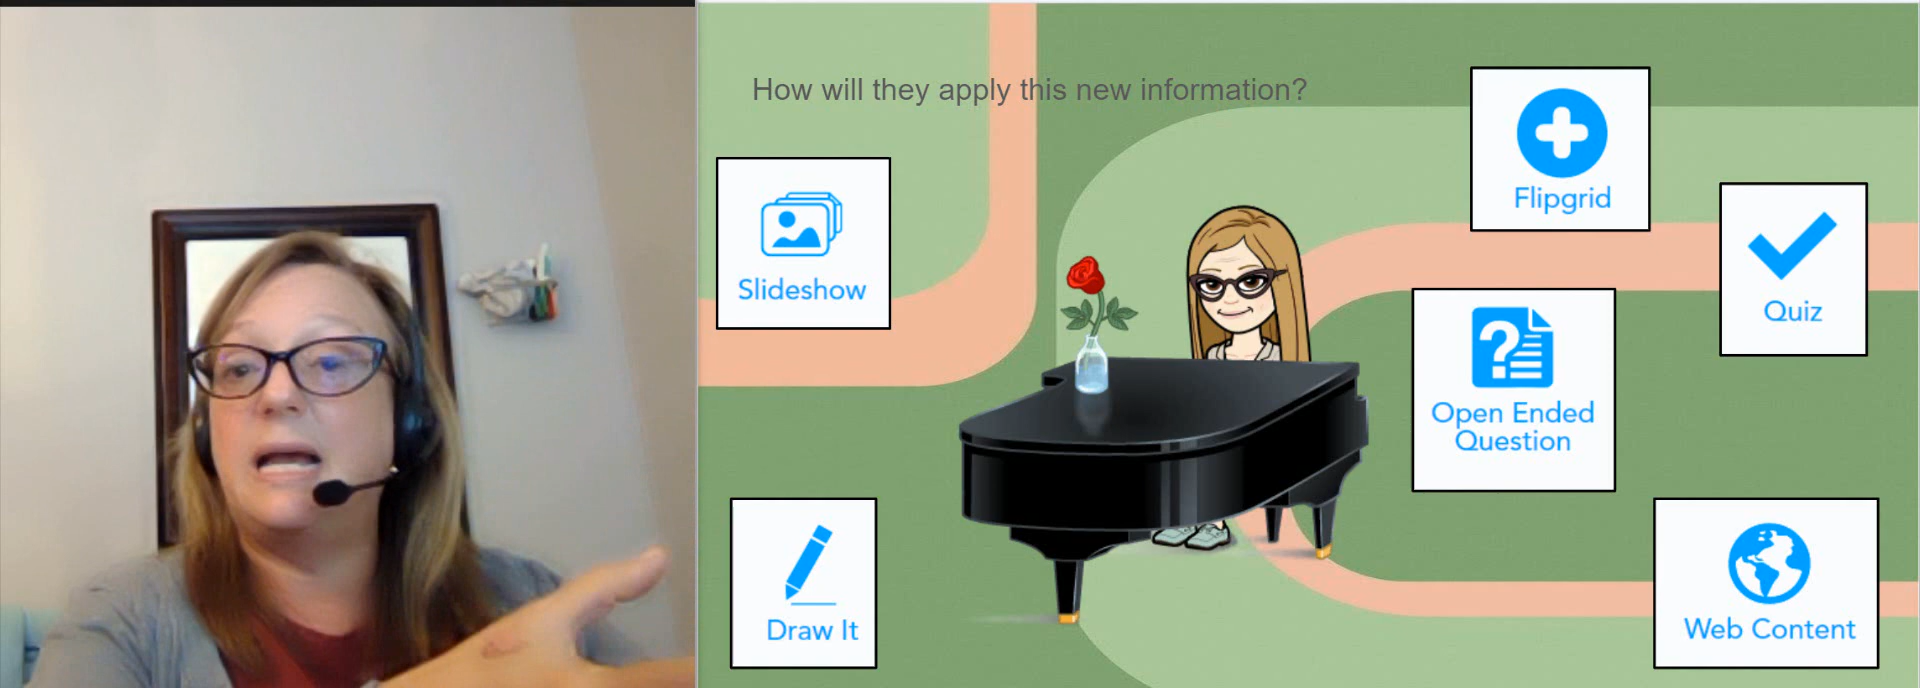 How will they apply this new information?
Flipgrid
Slideshow
Quiz
Open Ended
Question
Draw It
Web Content